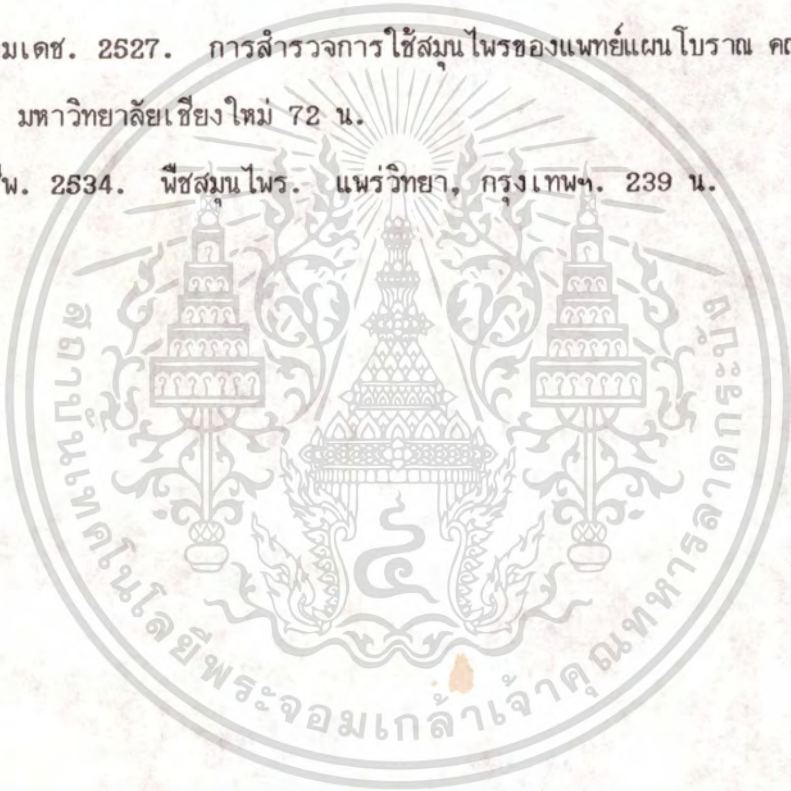 มเดช. 2527. การสำรวจการใช้สมุนไพรของแพทย์แผนโบราณ
มหาวิทยาลัยเชียงใหม่ 72 น.
พ. 2534. พืชสมุนไพร. แพร่วิทยา, กรุงเทพฯ. 239 น.
สถาบันเทคโนโลยีพระจอมเกล้าเจ้าคุณทหารลาดกระบัง
๔